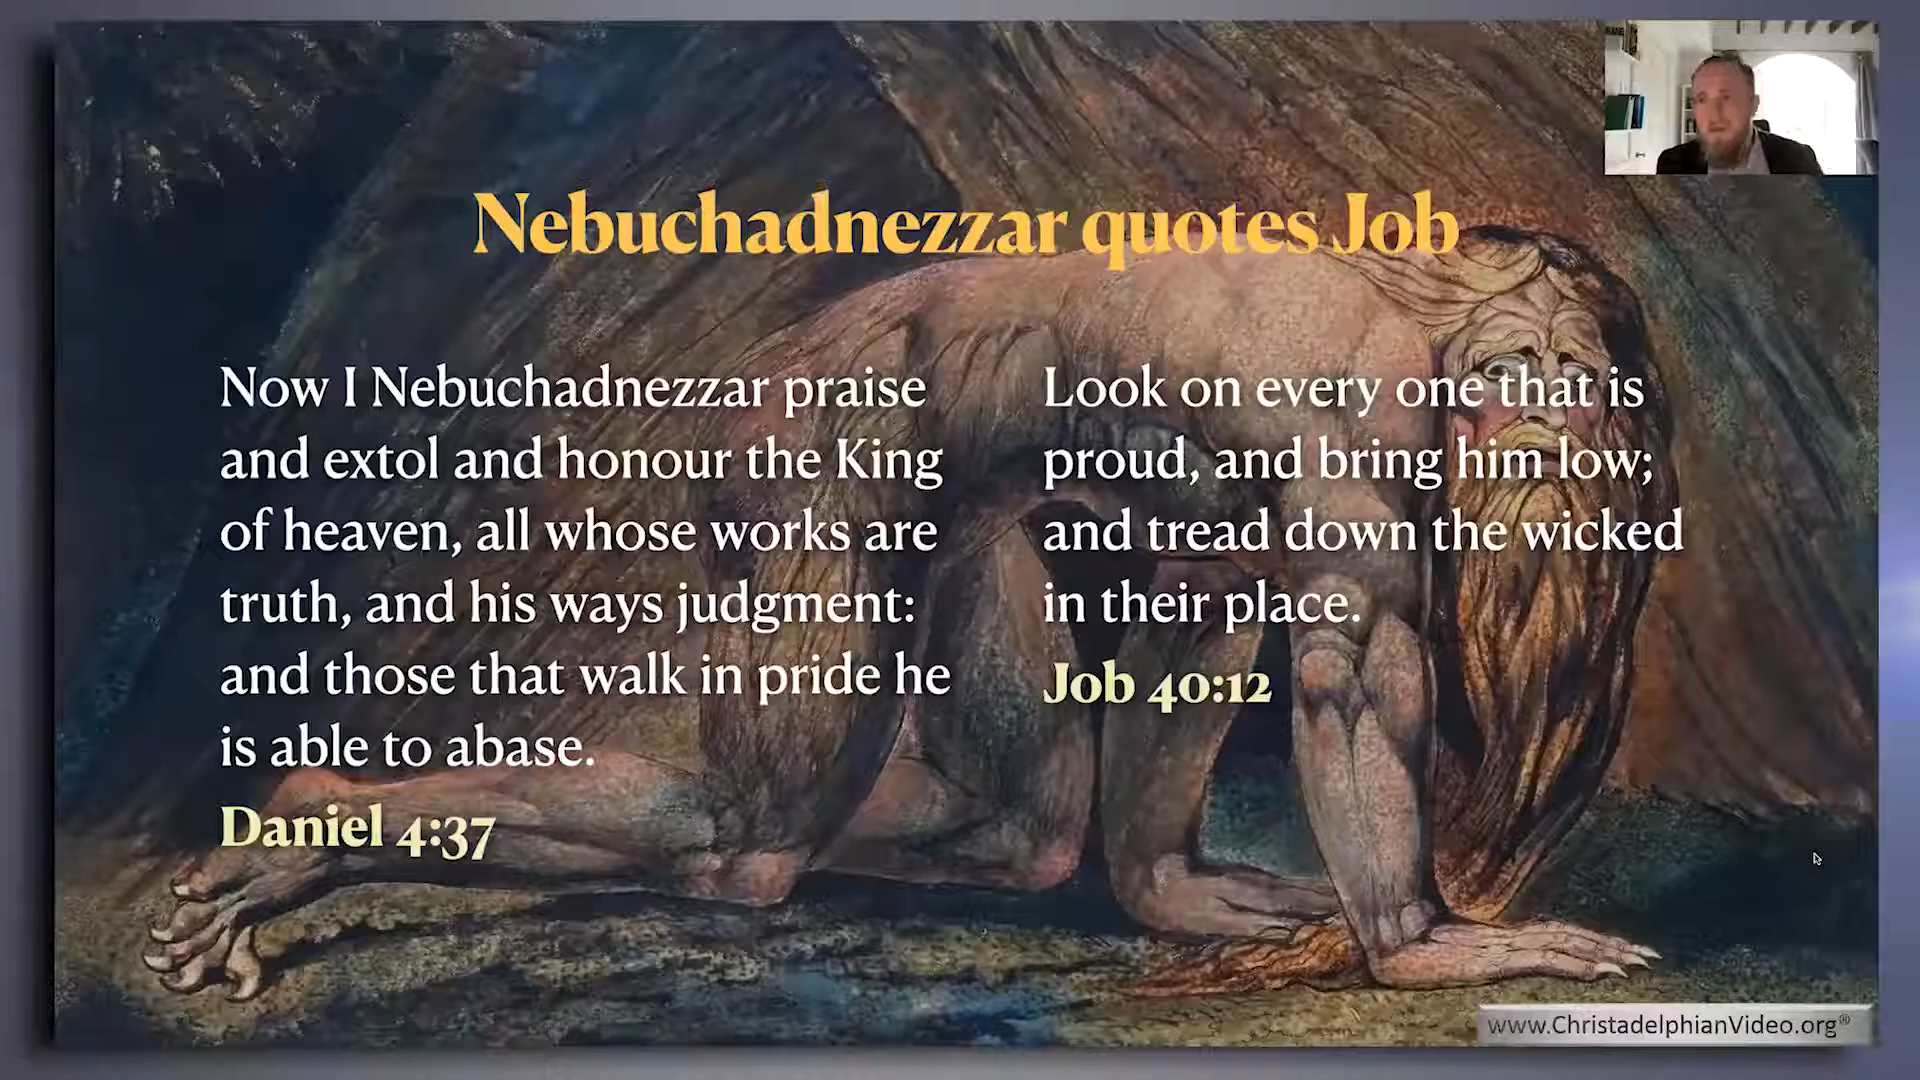 Nebuchadnezzar quotes Job
Now I Nebuchadnezzar praise
and extol and honour the King
of heaven, all whose works are
truth, and his ways judgment:
and those that walk in pride he
is able to abase.
Daniel 4:37
Look on every one that is
proud, and bring him low;
and tread down the wicked
in their place.
Job 40:12
www.ChristadelphianVideo.org®